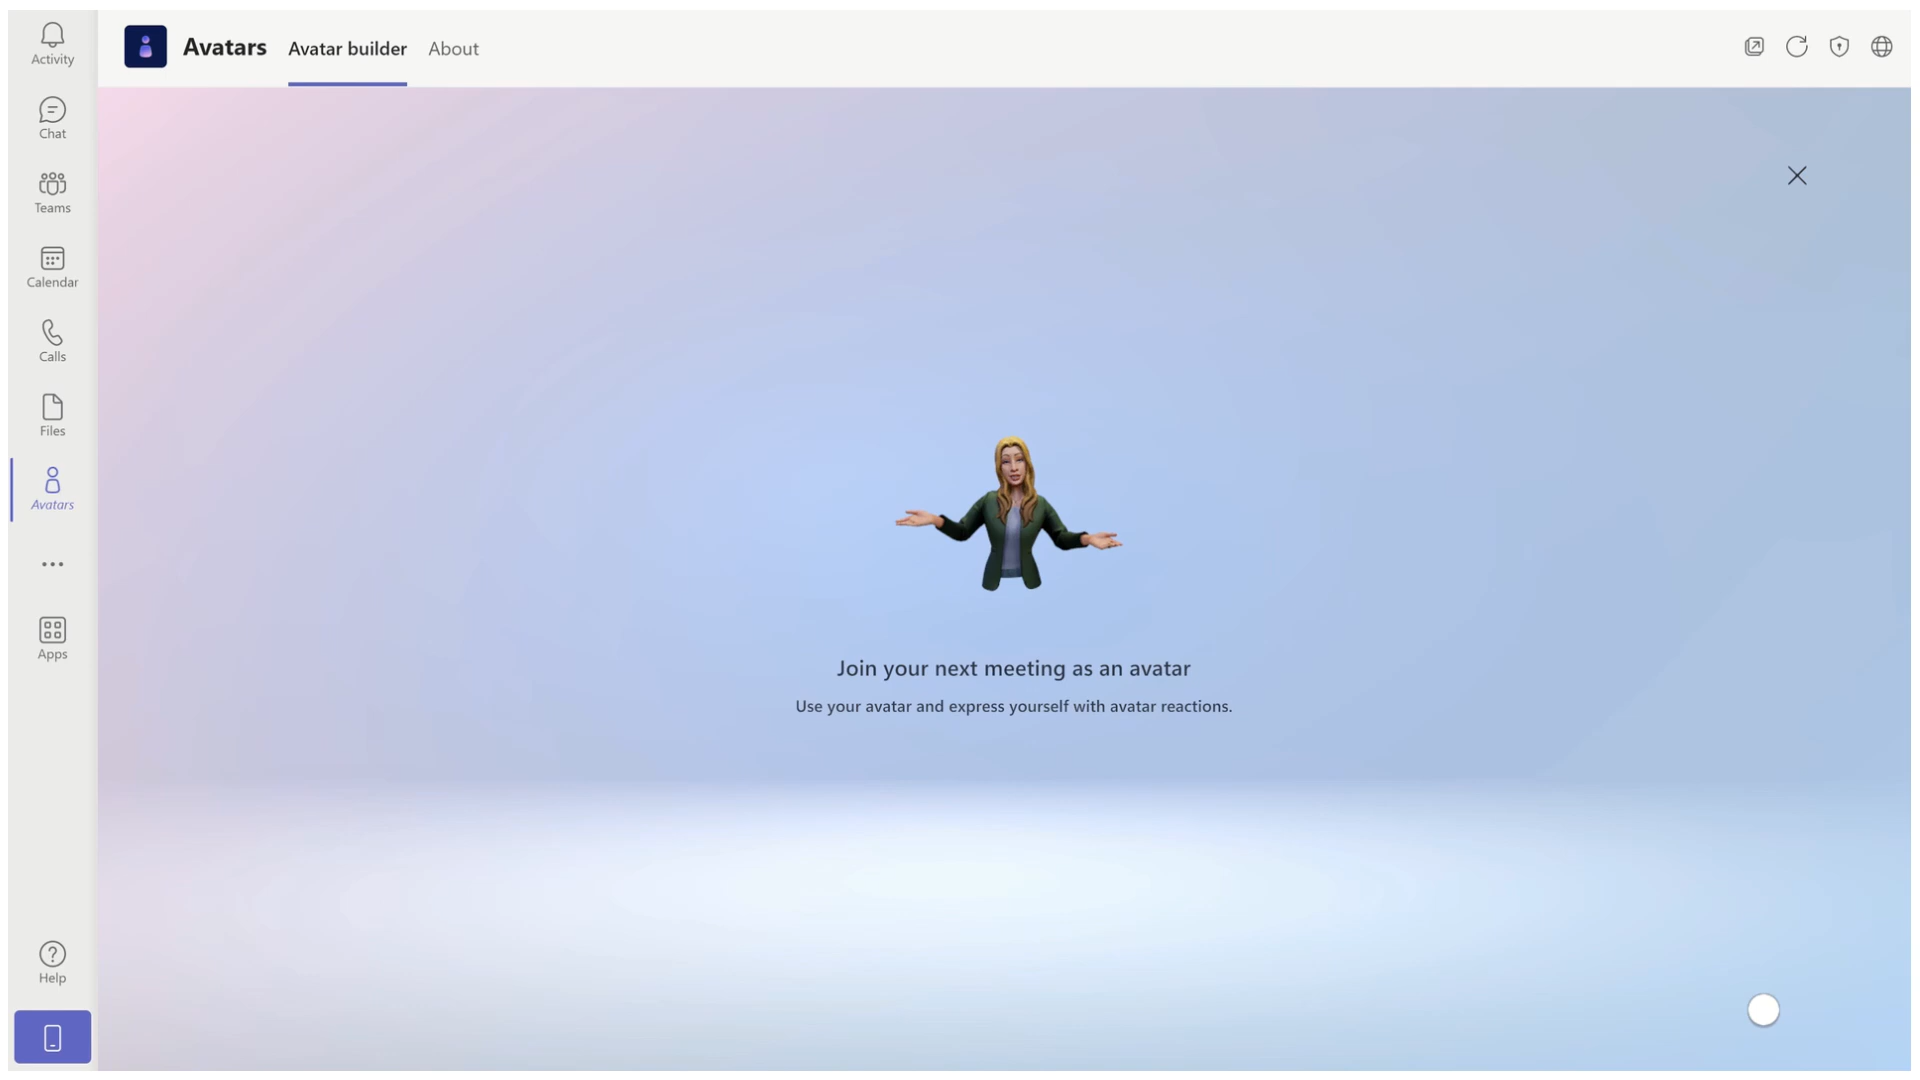 Activity
Chat
Teams
Calendar
Calls
Files
Avatars
Apps
Help
Avatars
Avatar builder
About
Join your next meeting as an avatar
Use your avatar and express yourself with avatar reactions.